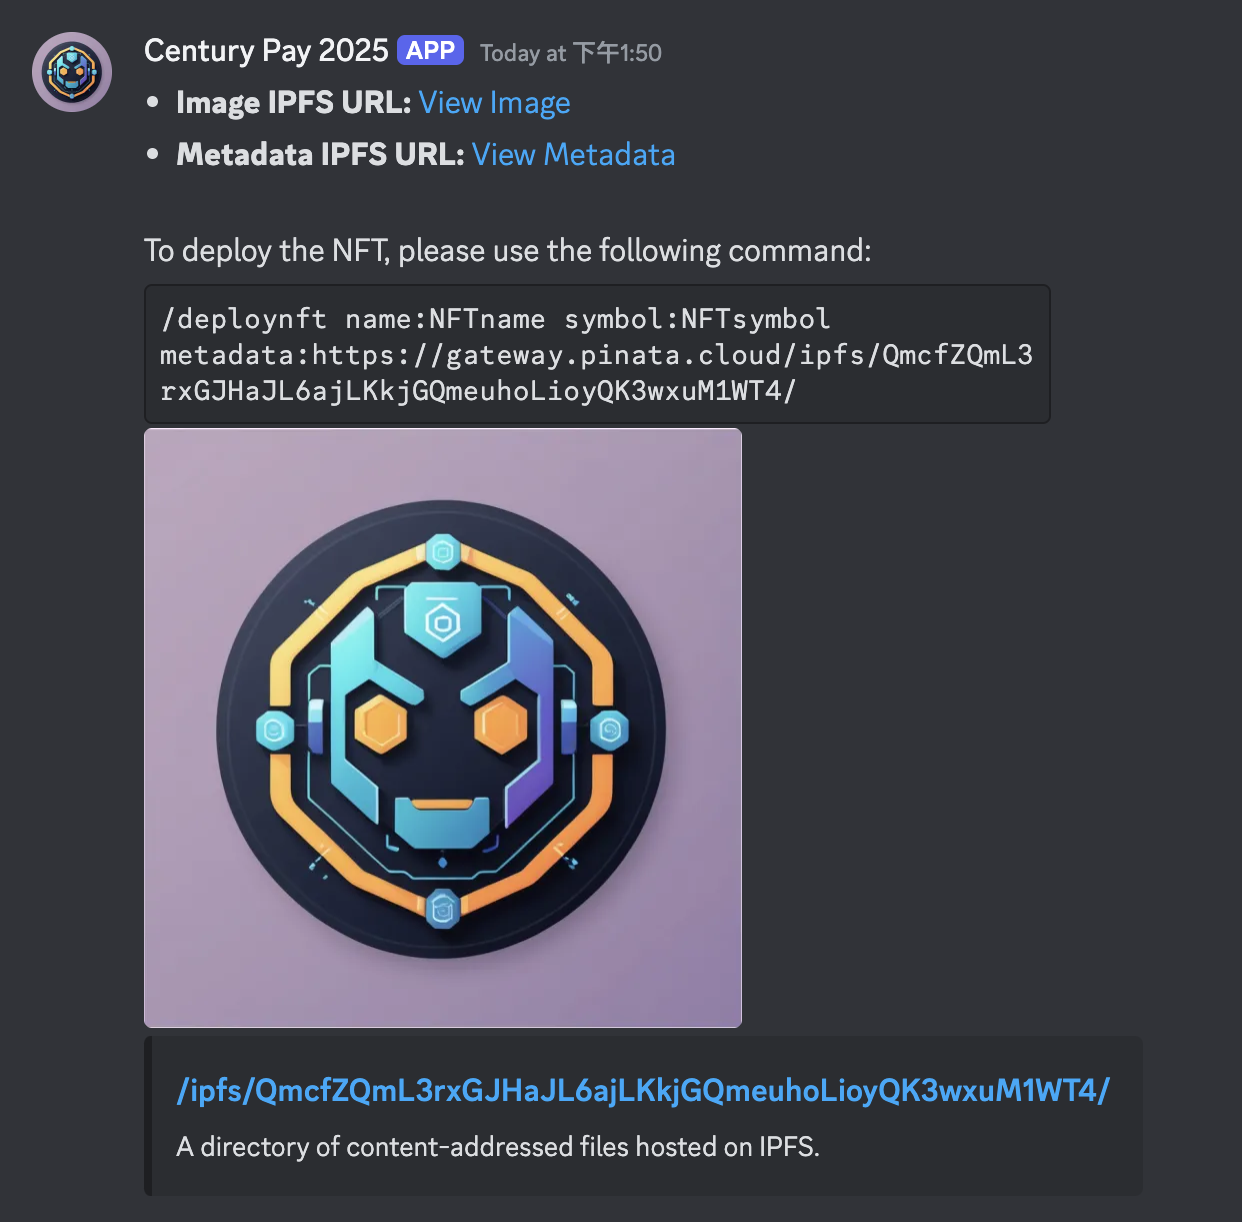 Century Pay 2025 APP Today at 下午1:50
• Image IPFS URL: View Image
• Metadata IPFS URL: View Metadata
To deploy the NFT, please use the following command:
/deploynft name:NFTname symbol:NFTsymbol
metadata:https://gateway.pinata.cloud/ipfs/QmcfZQmL3
rxGJHaJL6ajLKkjGQmeuhoLioyQK3wxuM1WT4/
/ipfs/QmcfZQmL3rxGJHaJL6ajLKkjGQmeuhoLioyQK3wxuM1WT4/
A directory of content-addressed files hosted on IPFS.